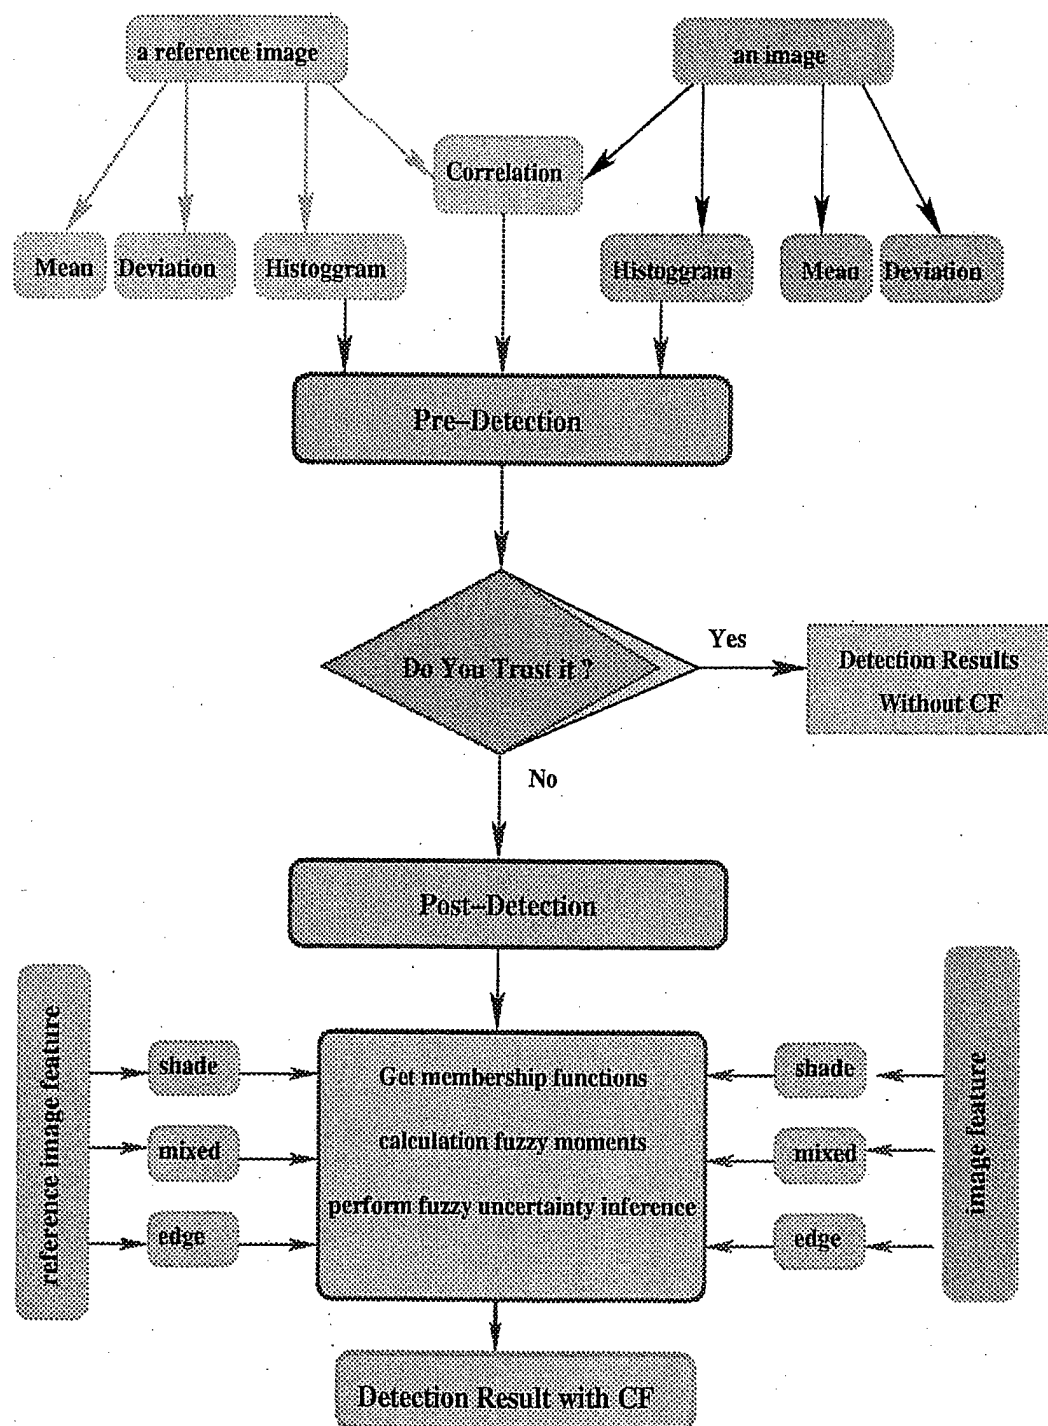 a reference image
an image
Correlation
Mean
Deviation
Histoggram
Histoggram
Mean
Deviation
Pre–Detection
Do You Trust it ?
Yes
Detection Results
Without CF
No
Post–Detection
reference image feature
shade
mixed
edge
Get membership functions
calculation fuzzy moments
perform fuzzy uncertainty inference
shade
mixed
edge
image feature
Detection Result with CF